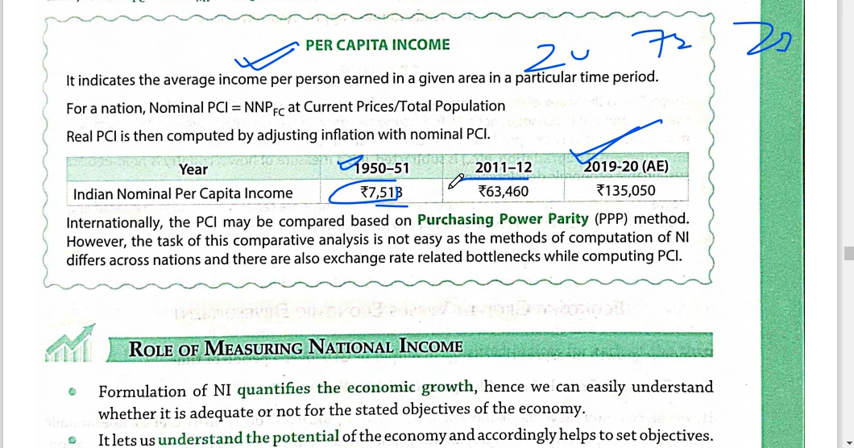 PER CAPITA INCOME
It indicates the average income per person earned in a given area in a particular time period.
For a nation, Nominal PCI = NNPFC at Current Prices/Total Population
Real PCI is then computed by adjusting inflation with nominal PCI.
Year 1950–51 2011–12 2019-20 (AE)
Indian Nominal Per Capita Income ₹7,513 ₹63,460 ₹135,050
Internationally, the PCI may be compared based on Purchasing Power Parity (PPP) method.
However, the task of this comparative analysis is not easy as the methods of computation of NI
differs across nations and there are also exchange rate related bottlenecks while computing PCI.
ROLE OF MEASURING NATIONAL INCOME
Formulation of NI quantifies the economic growth, hence we can easily understand
whether it is adequate or not for the stated objectives of the economy.
It lets us understand the potential of the economy and accordingly helps to set objectives.